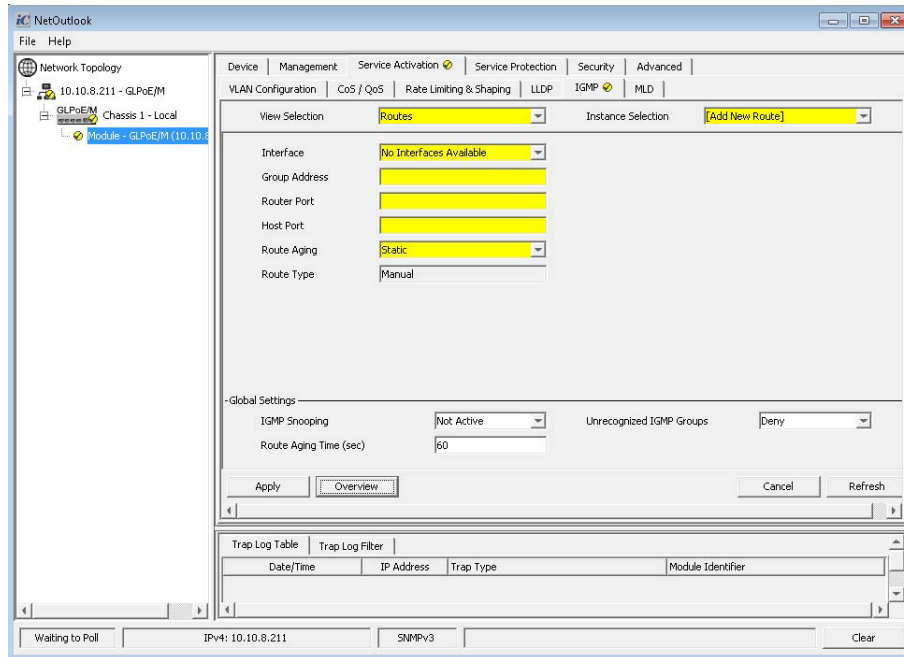 iC NetOutlook
File Help
Network Topology
10.10.8.211 - GLPoE/M
GLPoE/M Chassis 1 - Local
Module - GLPoE/M (10.10.8
Device Management Service Activation Service Protection Security Advanced
VLAN Configuration CoS / QoS Rate Limiting & Shaping LLDP IGMP MLD
View Selection Routes Instance Selection [Add New Route]
Interface No Interfaces Available
Group Address
Router Port
Host Port
Route Aging Static
Route Type Manual
Global Settings
IGMP Snooping Not Active Unrecognized IGMP Groups Deny
Route Aging Time (sec) 60
Apply Overview Cancel Refresh
Trap Log Table Trap Log Filter
Date/Time IP Address Trap Type Module Identifier
Waiting to Poll IPv4: 10.10.8.211 SNMPv3 Clear